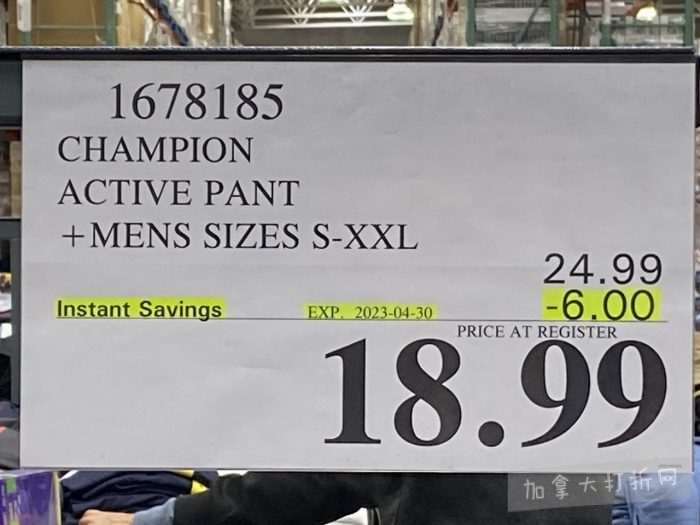 1678185
CHAMPION
ACTIVE PANT
+MENS SIZES S-XXL
24.99
Instant Savings EXP. 2023-04-30 -6.00
PRICE AT REGISTER
18.99
加拿大打折网